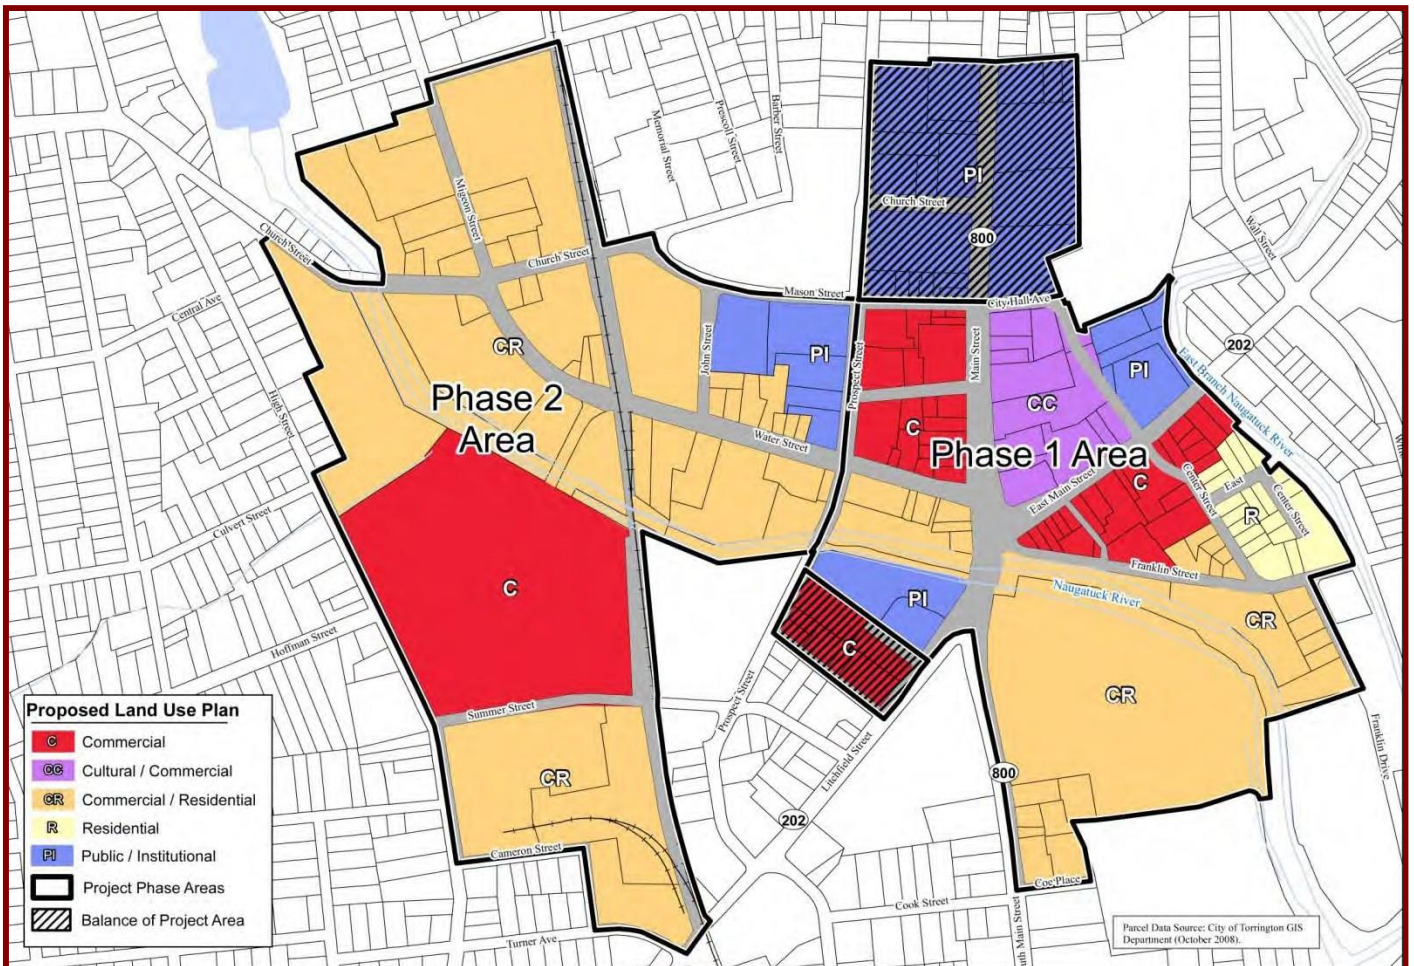 Memorial Street
Prescott Street
Barber Street
Migeon Street
PI
Church Street
800
Wall Street
Church Street
Church Street
Mason Street
City Hall Ave
Central Ave
John Street
PI
Prospect Street
Main Street
PI
202
East Branch Naugatuck River
CR
High Street
Phase 2
Area
CC
C
Phase 1 Area
Water Street
East Main Street
C
Center Street
East
Center Street
R
Culvert Street
Franklin Street
C
PI
Naugatuck River
CR
Hoffman Street
C
CR
Summer Street
Prospect Street
Litchfield Street
Franklin Drive
CR
800
202
Cameron Street
Coe Place
Cook Street
Turner Ave
uth Main Street
Proposed Land Use Plan
C Commercial
CC Cultural / Commercial
CR Commercial / Residential
R Residential
PI Public / Institutional
Project Phase Areas
Balance of Project Area
Parcel Data Source: City of Torrington GIS
Department (October 2008).